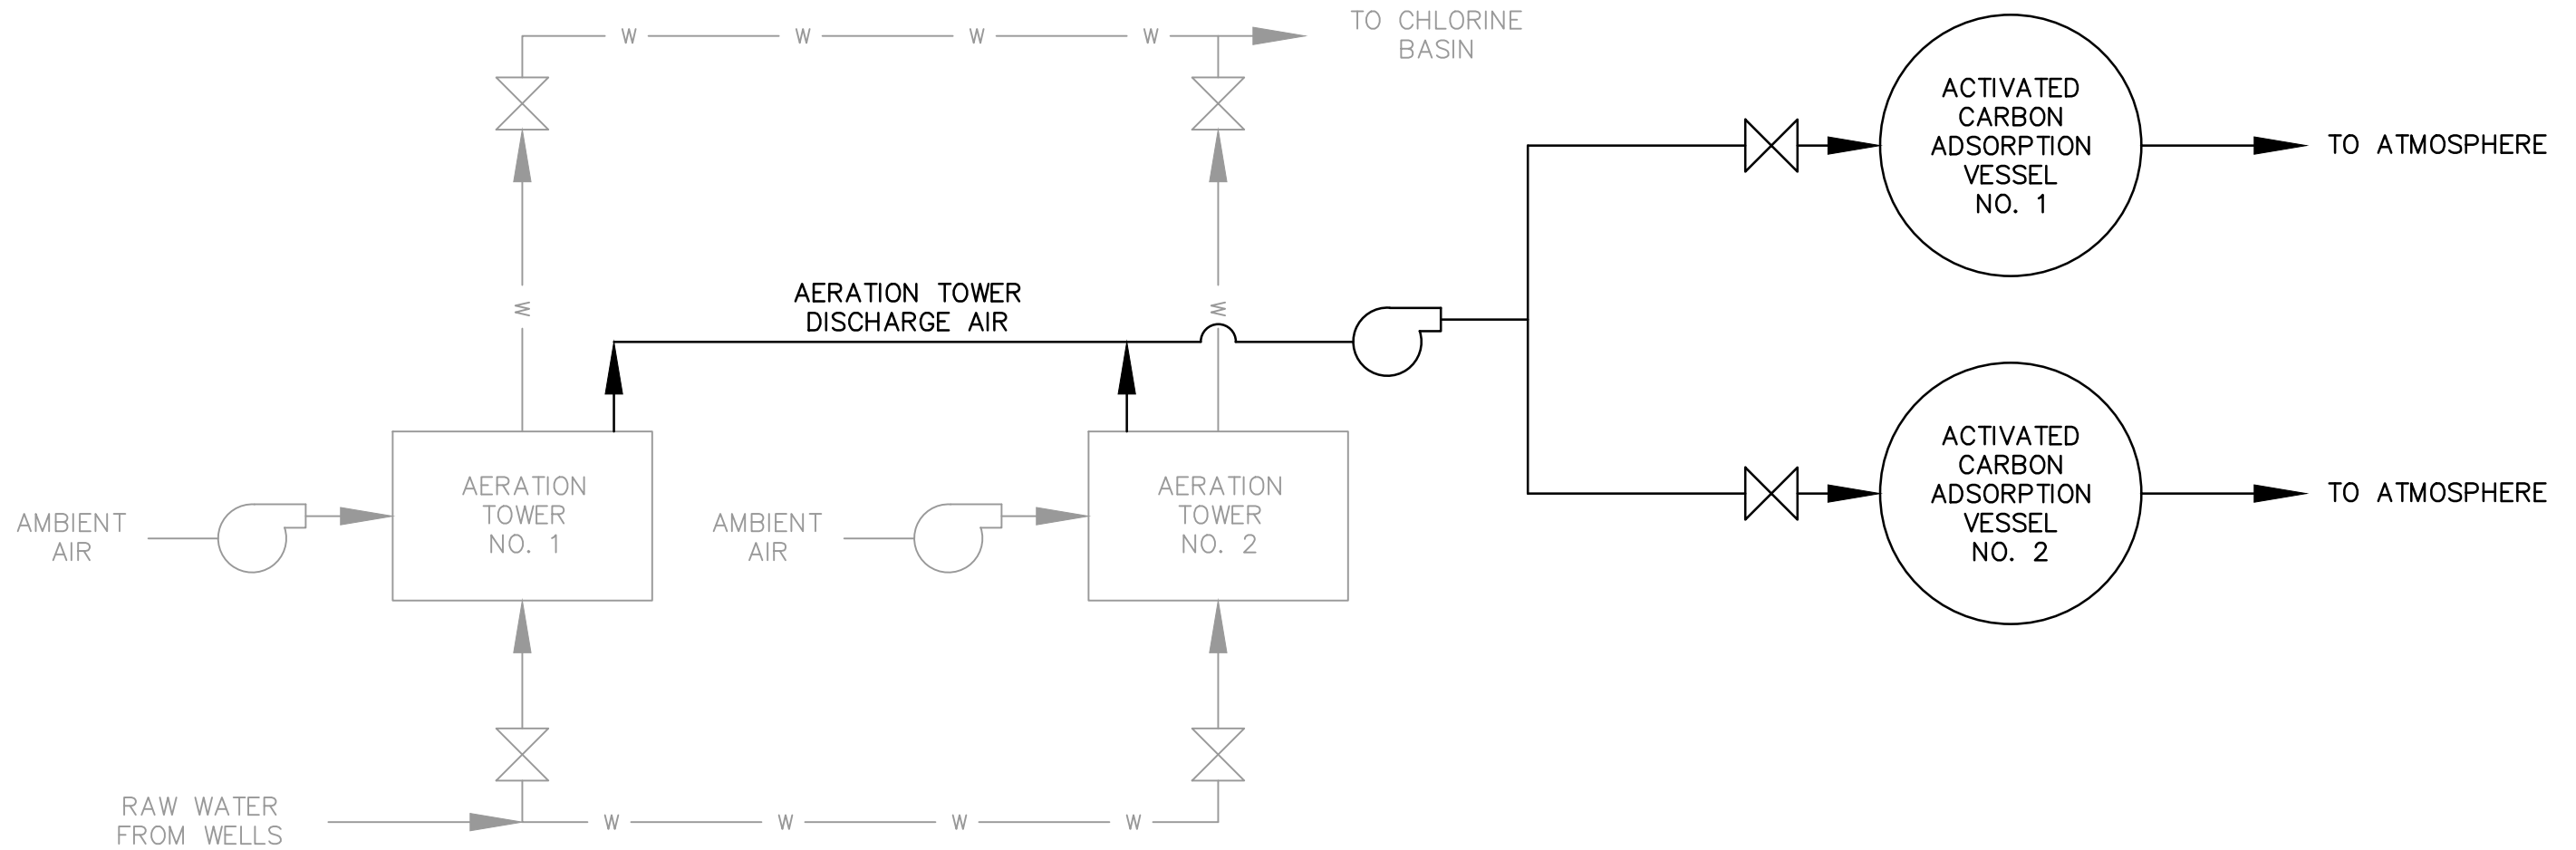 W W W W
TO CHLORINE
BASIN
ACTIVATED
CARBON
ADSORPTION
VESSEL
NO. 1
TO ATMOSPHERE
AERATION TOWER
DISCHARGE AIR
W
W
AMBIENT
AIR
AERATION
TOWER
NO. 1
AMBIENT
AIR
AERATION
TOWER
NO. 2
ACTIVATED
CARBON
ADSORPTION
VESSEL
NO. 2
TO ATMOSPHERE
RAW WATER
FROM WELLS
W W W W